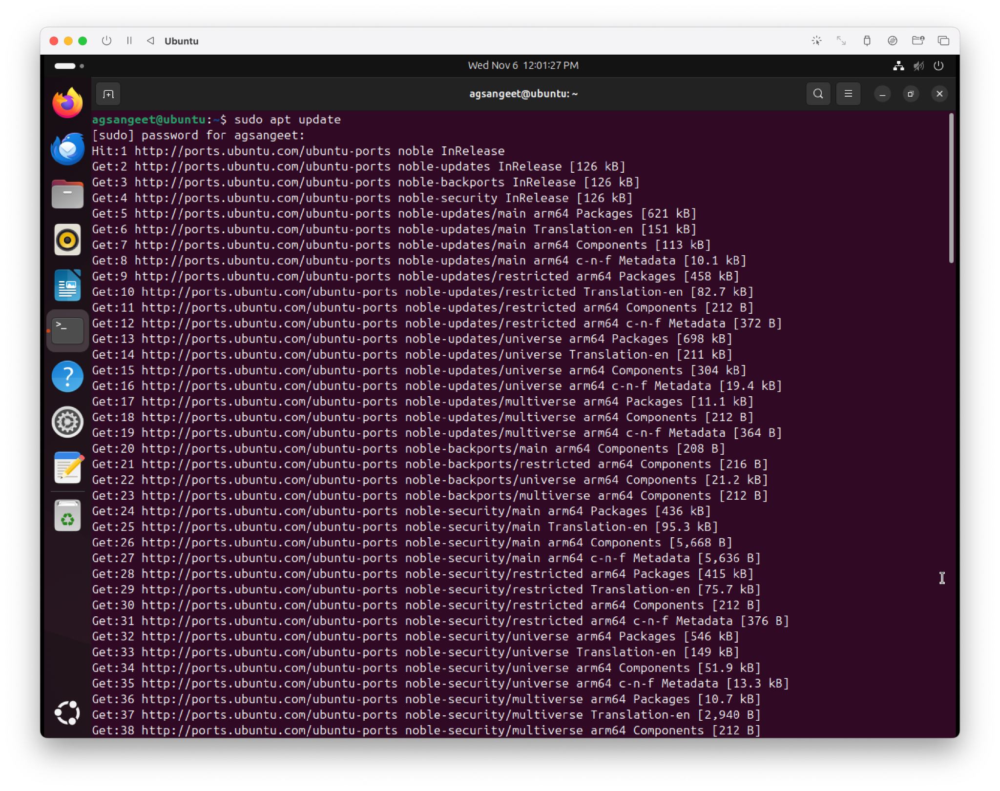 Ubuntu
Wed Nov 6 12:01:27 PM
agsangeet@ubuntu: ~
agsangeet@ubuntu:~$ sudo apt update
[sudo] password for agsangeet:
Hit:1 http://ports.ubuntu.com/ubuntu-ports noble InRelease
Get:2 http://ports.ubuntu.com/ubuntu-ports noble-updates InRelease [126 kB]
Get:3 http://ports.ubuntu.com/ubuntu-ports noble-backports InRelease [126 kB]
Get:4 http://ports.ubuntu.com/ubuntu-ports noble-security InRelease [126 kB]
Get:5 http://ports.ubuntu.com/ubuntu-ports noble-updates/main arm64 Packages [621 kB]
Get:6 http://ports.ubuntu.com/ubuntu-ports noble-updates/main Translation-en [151 kB]
Get:7 http://ports.ubuntu.com/ubuntu-ports noble-updates/main arm64 Components [113 kB]
Get:8 http://ports.ubuntu.com/ubuntu-ports noble-updates/main arm64 c-n-f Metadata [10.1 kB]
Get:9 http://ports.ubuntu.com/ubuntu-ports noble-updates/restricted arm64 Packages [458 kB]
Get:10 http://ports.ubuntu.com/ubuntu-ports noble-updates/restricted Translation-en [82.7 kB]
Get:11 http://ports.ubuntu.com/ubuntu-ports noble-updates/restricted arm64 Components [212 B]
Get:12 http://ports.ubuntu.com/ubuntu-ports noble-updates/restricted arm64 c-n-f Metadata [372 B]
Get:13 http://ports.ubuntu.com/ubuntu-ports noble-updates/universe arm64 Packages [698 kB]
Get:14 http://ports.ubuntu.com/ubuntu-ports noble-updates/universe Translation-en [211 kB]
Get:15 http://ports.ubuntu.com/ubuntu-ports noble-updates/universe arm64 Components [304 kB]
Get:16 http://ports.ubuntu.com/ubuntu-ports noble-updates/universe arm64 c-n-f Metadata [19.4 kB]
Get:17 http://ports.ubuntu.com/ubuntu-ports noble-updates/multiverse arm64 Packages [11.1 kB]
Get:18 http://ports.ubuntu.com/ubuntu-ports noble-updates/multiverse arm64 Components [212 B]
Get:19 http://ports.ubuntu.com/ubuntu-ports noble-updates/multiverse arm64 c-n-f Metadata [364 B]
Get:20 http://ports.ubuntu.com/ubuntu-ports noble-backports/main arm64 Components [208 B]
Get:21 http://ports.ubuntu.com/ubuntu-ports noble-backports/restricted arm64 Components [216 B]
Get:22 http://ports.ubuntu.com/ubuntu-ports noble-backports/universe arm64 Components [21.2 kB]
Get:23 http://ports.ubuntu.com/ubuntu-ports noble-backports/multiverse arm64 Components [212 B]
Get:24 http://ports.ubuntu.com/ubuntu-ports noble-security/main arm64 Packages [436 kB]
Get:25 http://ports.ubuntu.com/ubuntu-ports noble-security/main Translation-en [95.3 kB]
Get:26 http://ports.ubuntu.com/ubuntu-ports noble-security/main arm64 Components [5,668 B]
Get:27 http://ports.ubuntu.com/ubuntu-ports noble-security/main arm64 c-n-f Metadata [5,636 B]
Get:28 http://ports.ubuntu.com/ubuntu-ports noble-security/restricted arm64 Packages [415 kB]
Get:29 http://ports.ubuntu.com/ubuntu-ports noble-security/restricted Translation-en [75.7 kB]
Get:30 http://ports.ubuntu.com/ubuntu-ports noble-security/restricted arm64 Components [212 B]
Get:31 http://ports.ubuntu.com/ubuntu-ports noble-security/restricted arm64 c-n-f Metadata [376 B]
Get:32 http://ports.ubuntu.com/ubuntu-ports noble-security/universe arm64 Packages [546 kB]
Get:33 http://ports.ubuntu.com/ubuntu-ports noble-security/universe Translation-en [149 kB]
Get:34 http://ports.ubuntu.com/ubuntu-ports noble-security/universe arm64 Components [51.9 kB]
Get:35 http://ports.ubuntu.com/ubuntu-ports noble-security/universe arm64 c-n-f Metadata [13.3 kB]
Get:36 http://ports.ubuntu.com/ubuntu-ports noble-security/multiverse arm64 Packages [10.7 kB]
Get:37 http://ports.ubuntu.com/ubuntu-ports noble-security/multiverse Translation-en [2,940 B]
Get:38 http://ports.ubuntu.com/ubuntu-ports noble-security/multiverse arm64 Components [212 B]